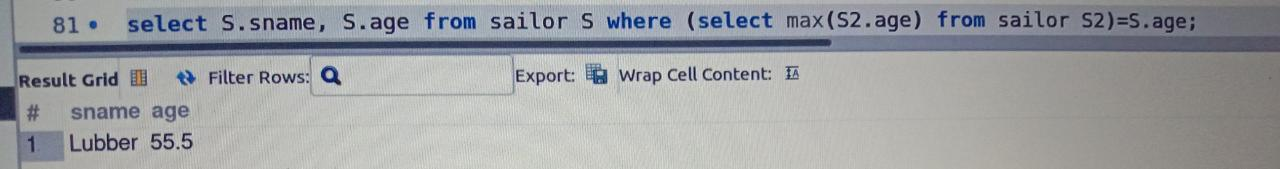 81 • select S.sname, S.age from sailor S where (select max(S2.age) from sailor S2)=S.age;
Result Grid Filter Rows: Export: Wrap Cell Content: IA
# sname age
1 Lubber 55.5